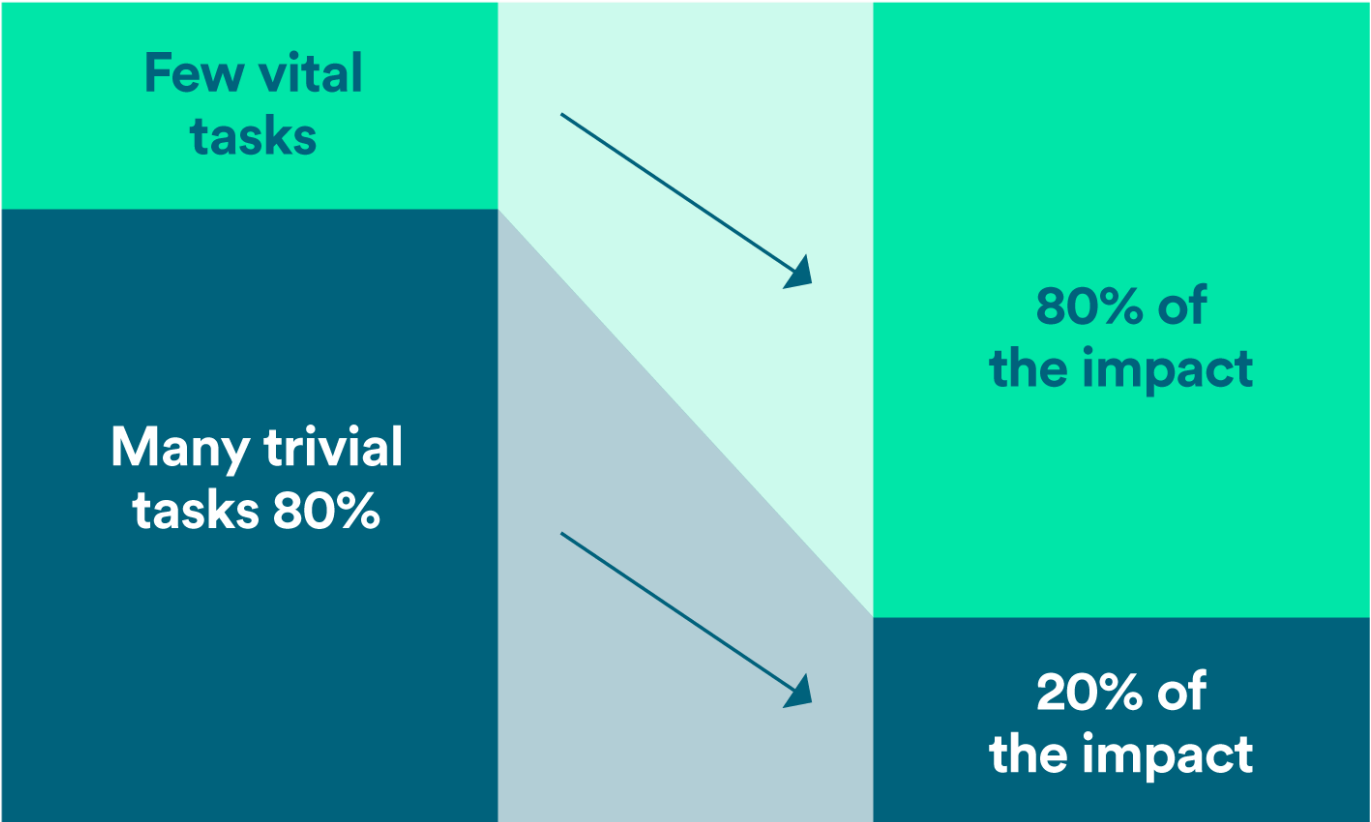 Few vital
tasks
Many trivial
tasks 80%
80% of
the impact
20% of
the impact